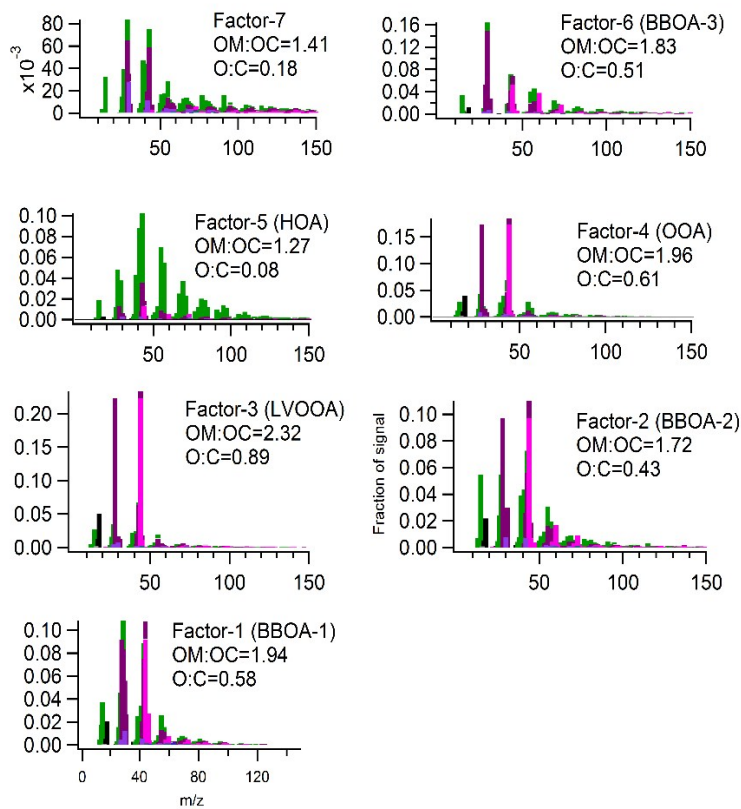 80
60
40
20
0
x10⁻³
Factor-7
OM:OC=1.41
O:C=0.18
50
100
150
0.16
0.12
0.08
0.04
0.00
Factor-6 (BBOA-3)
OM:OC=1.83
O:C=0.51
50
100
150
0.10
0.08
0.06
0.04
0.02
0.00
Factor-5 (HOA)
OM:OC=1.27
O:C=0.08
50
100
150
0.15
0.10
0.05
0.00
Factor-4 (OOA)
OM:OC=1.96
O:C=0.61
50
100
150
0.20
0.15
0.10
0.05
0.00
Factor-3 (LVOOA)
OM:OC=2.32
O:C=0.89
50
100
150
Fraction of signal
0.10
0.08
0.06
0.04
0.02
0.00
Factor-2 (BBOA-2)
OM:OC=1.72
O:C=0.43
50
100
150
0.10
0.08
0.06
0.04
0.02
0.00
Factor-1 (BBOA-1)
OM:OC=1.94
O:C=0.58
0
40
80
120
m/z